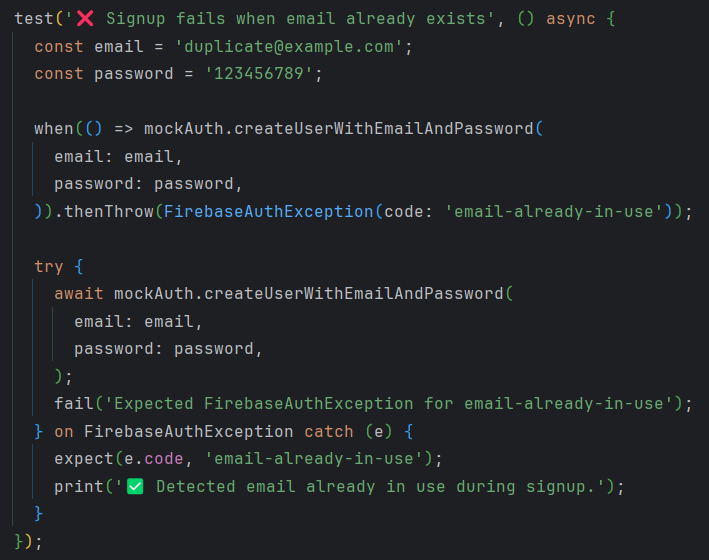 test('❌ Signup fails when email already exists', () async {
  const email = 'duplicate@example.com';
  const password = '123456789';

  when(() => mockAuth.createUserWithEmailAndPassword(
    email: email,
    password: password,
  )).thenThrow(FirebaseAuthException(code: 'email-already-in-use'));

  try {
    await mockAuth.createUserWithEmailAndPassword(
      email: email,
      password: password,
    );
    fail('Expected FirebaseAuthException for email-already-in-use');
  } on FirebaseAuthException catch (e) {
    expect(e.code, 'email-already-in-use');
    print('✅ Detected email already in use during signup.');
  }
});